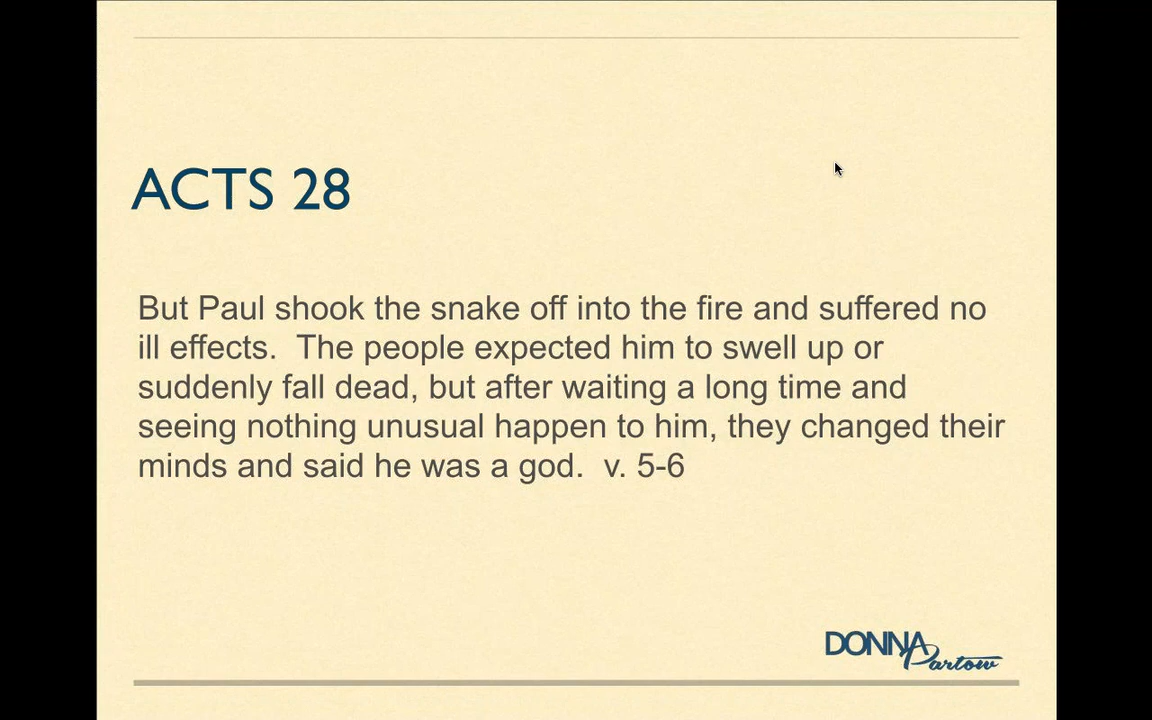 ACTS 28
But Paul shook the snake off into the fire and suffered no
ill effects.  The people expected him to swell up or
suddenly fall dead, but after waiting a long time and
seeing nothing unusual happen to him, they changed their
minds and said he was a god.  v. 5-6
DONNA
Partow